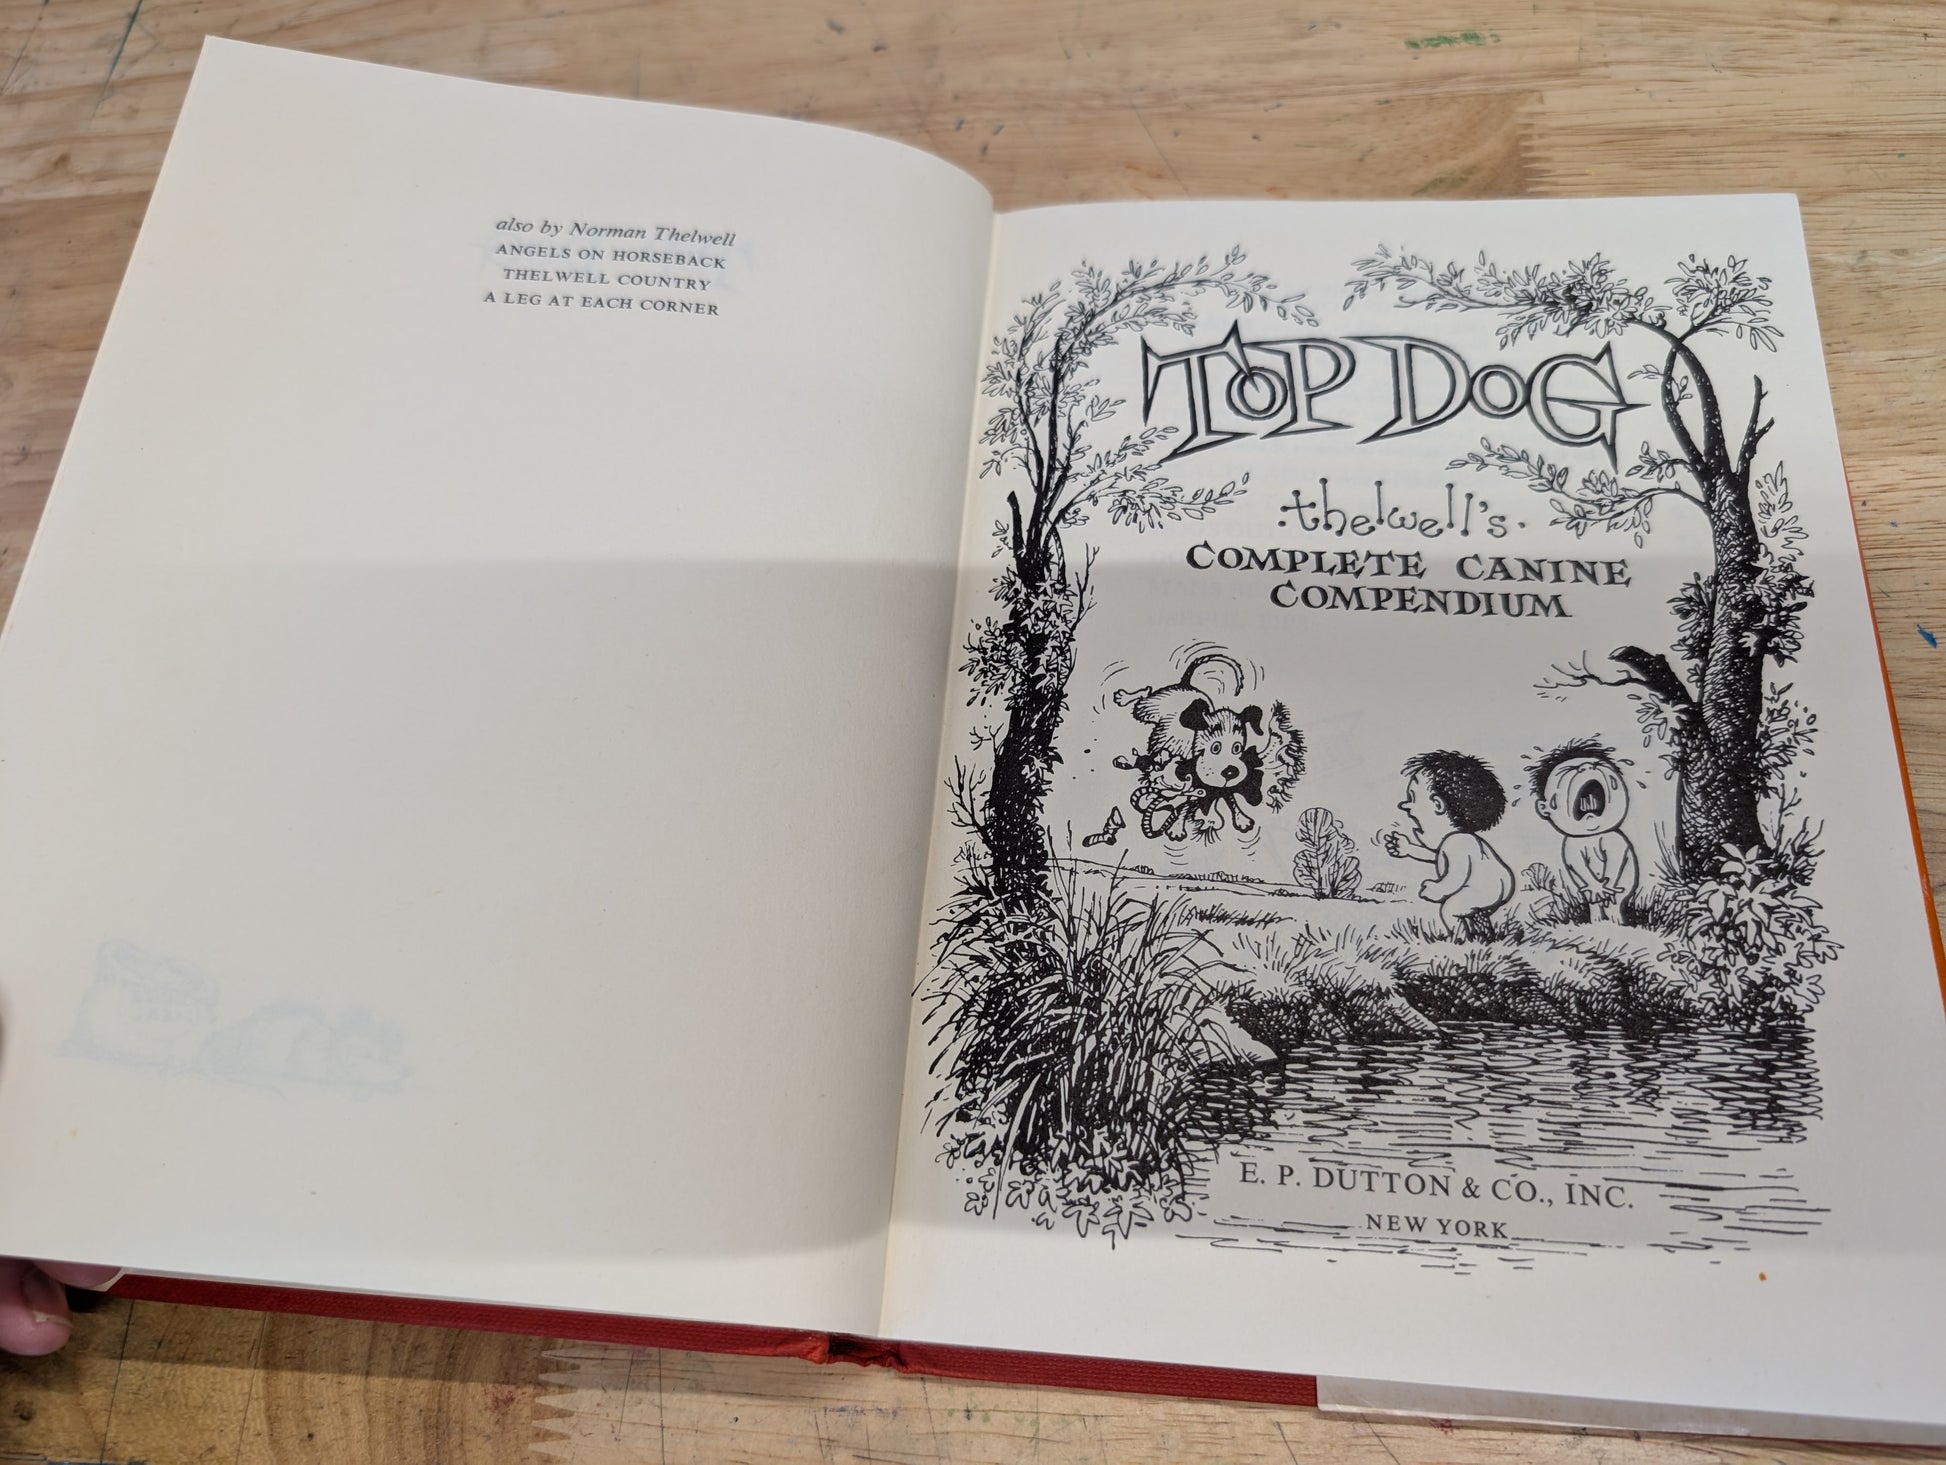 also by Norman Thelwell
ANGELS ON HORSEBACK
THELWELL COUNTRY
A LEG AT EACH CORNER
TOP DOG
thelwell's
COMPLETE CANINE
COMPENDIUM
E. P. DUTTON & CO., INC.
NEW YORK